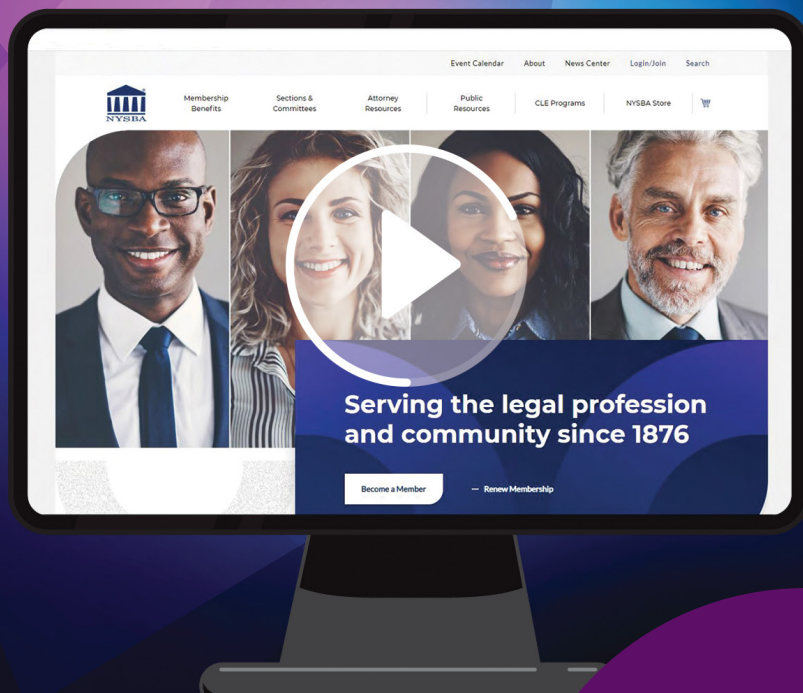 Event Calendar About News Center Login/Join Search
NYSBA
Membership
Benefits
Sections &
Committees
Attorney
Resources
Public
Resources
CLE Programs
NYSBA Store
Serving the legal profession
and community since 1876
Become a Member
— Renew Membership